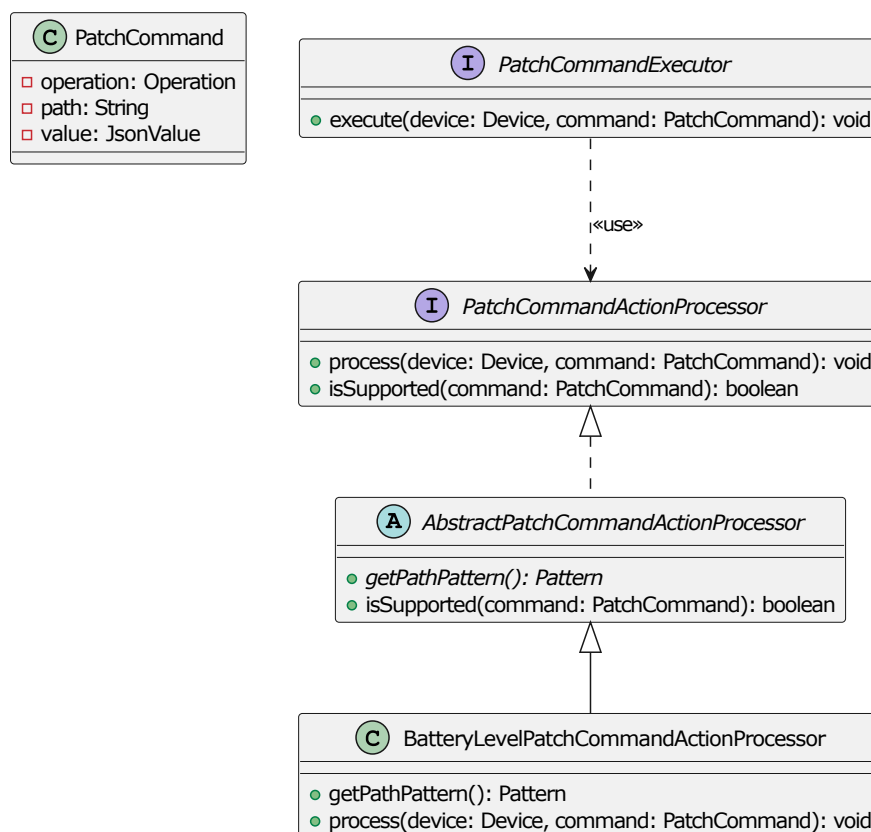 C PatchCommand
operation: Operation
path: String
value: JsonValue
I PatchCommandExecutor
execute(device: Device, command: PatchCommand): void
«use»
I PatchCommandActionProcessor
process(device: Device, command: PatchCommand): void
isSupported(command: PatchCommand): boolean
A AbstractPatchCommandActionProcessor
getPathPattern(): Pattern
isSupported(command: PatchCommand): boolean
C BatteryLevelPatchCommandActionProcessor
getPathPattern(): Pattern
process(device: Device, command: PatchCommand): void